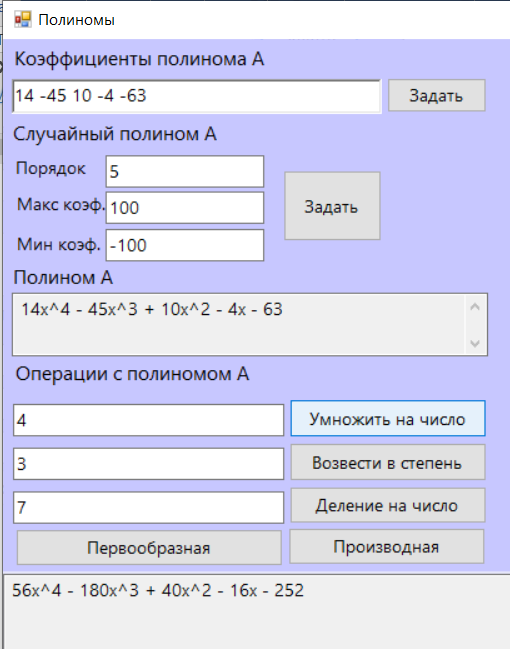 Полиномы
Коэффициенты полинома А
14 -45 10 -4 -63 Задать
Случайный полином А
Порядок 5
Макс коэф. 100 Задать
Мин коэф. -100
Полином А
14x^4 - 45x^3 + 10x^2 - 4x - 63
Операции с полиномом А
4 Умножить на число
3 Возвести в степень
7 Деление на число
Первообразная Производная
56x^4 - 180x^3 + 40x^2 - 16x - 252